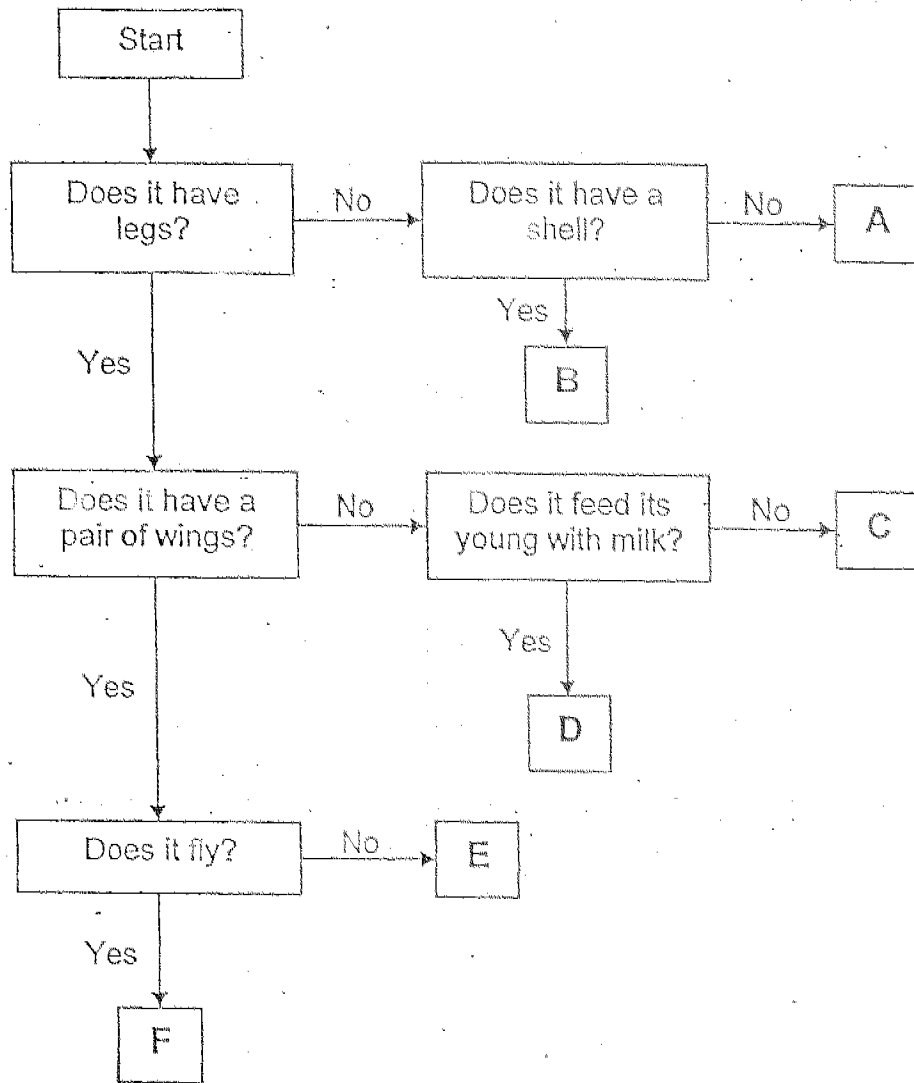 Start
Does it have
legs?
No
Does it have a
shell?
No
A
Yes
B
Yes
Does it have a
pair of wings?
No
Does it feed its
young with milk?
No
C
Yes
D
Yes
Does it fly?
No
E
Yes
F